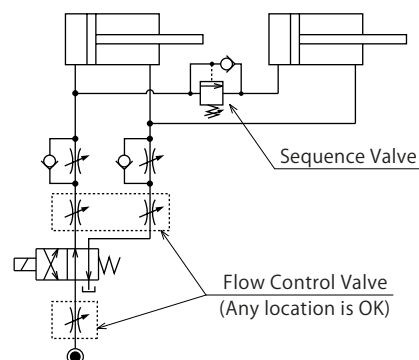 Sequence Valve
Flow Control Valve
(Any location is OK)